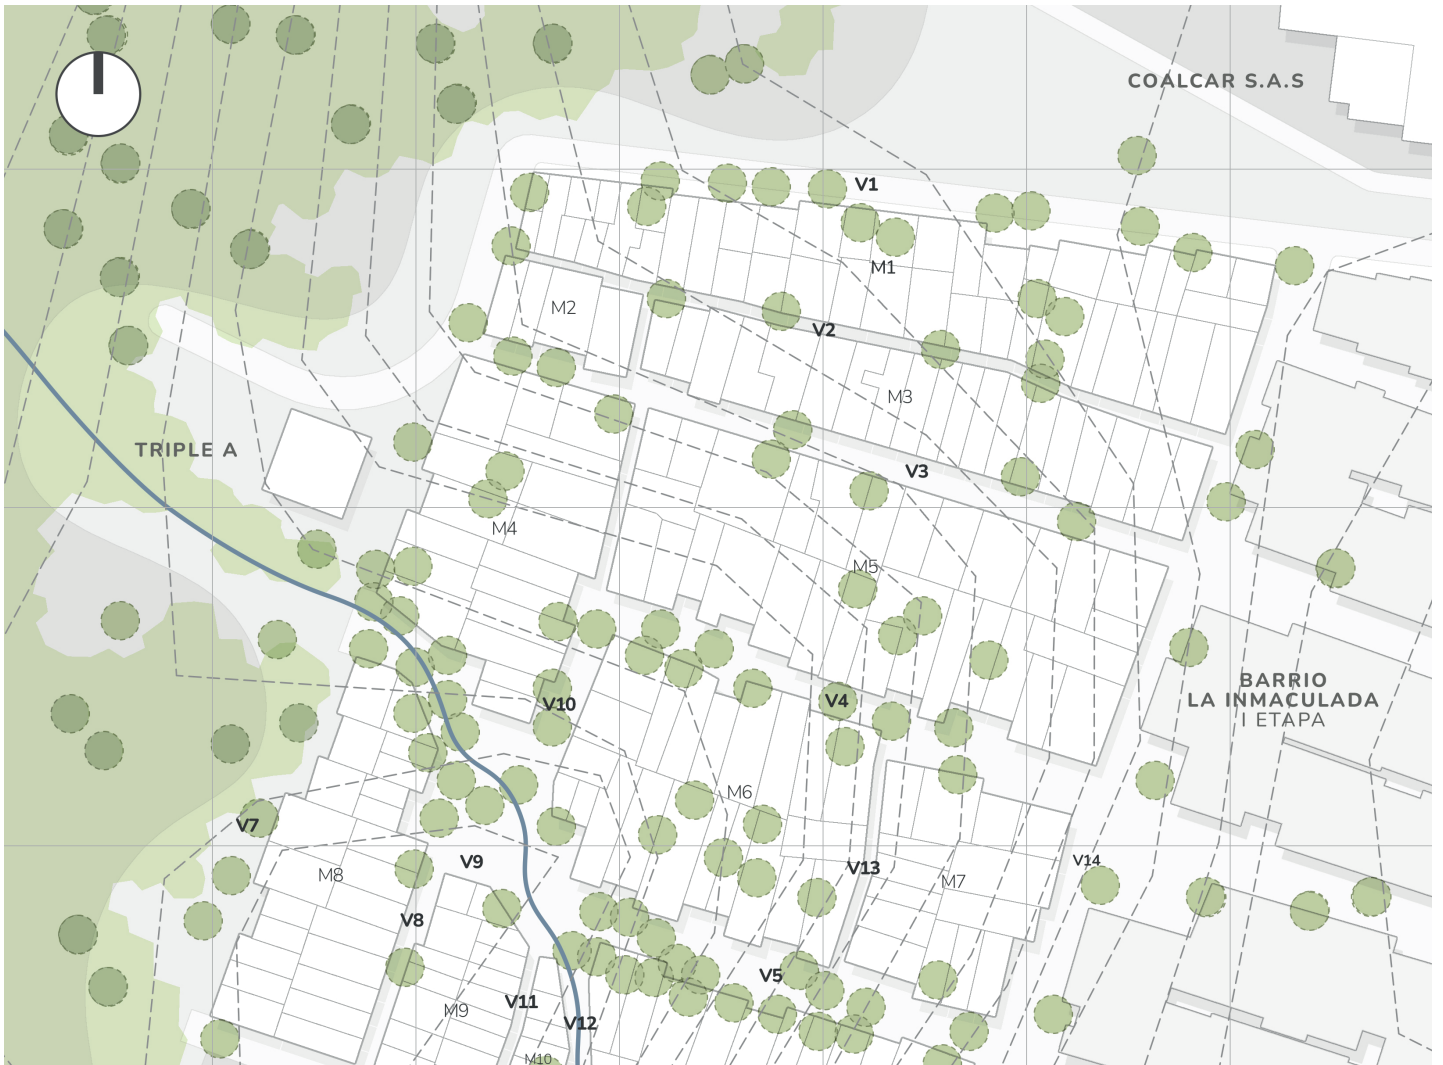 COALCAR S.A.S
V1
M1
M2
V2
M3
TRIPLE A
V3
M4
M5
BARRIO
LA INMACULADA
I ETAPA
V10
V4
M6
V7
V9
V13
V14
M8
M7
V8
V5
V11
M9
V12
M10